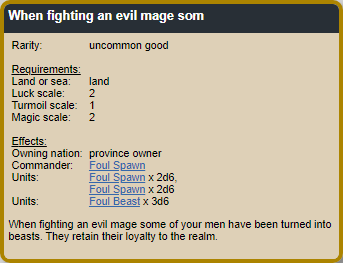 When fighting an evil mage som
Rarity: uncommon good
Requirements:
Land or sea: land
Luck scale: 2
Turmoil scale: 1
Magic scale: 2
Effects:
Owning nation: province owner
Commander: Foul Spawn
Units: Foul Spawn x 2d6,
Foul Spawn x 2d6
Units: Foul Beast x 3d6
When fighting an evil mage some of your men have been turned into
beasts. They retain their loyalty to the realm.